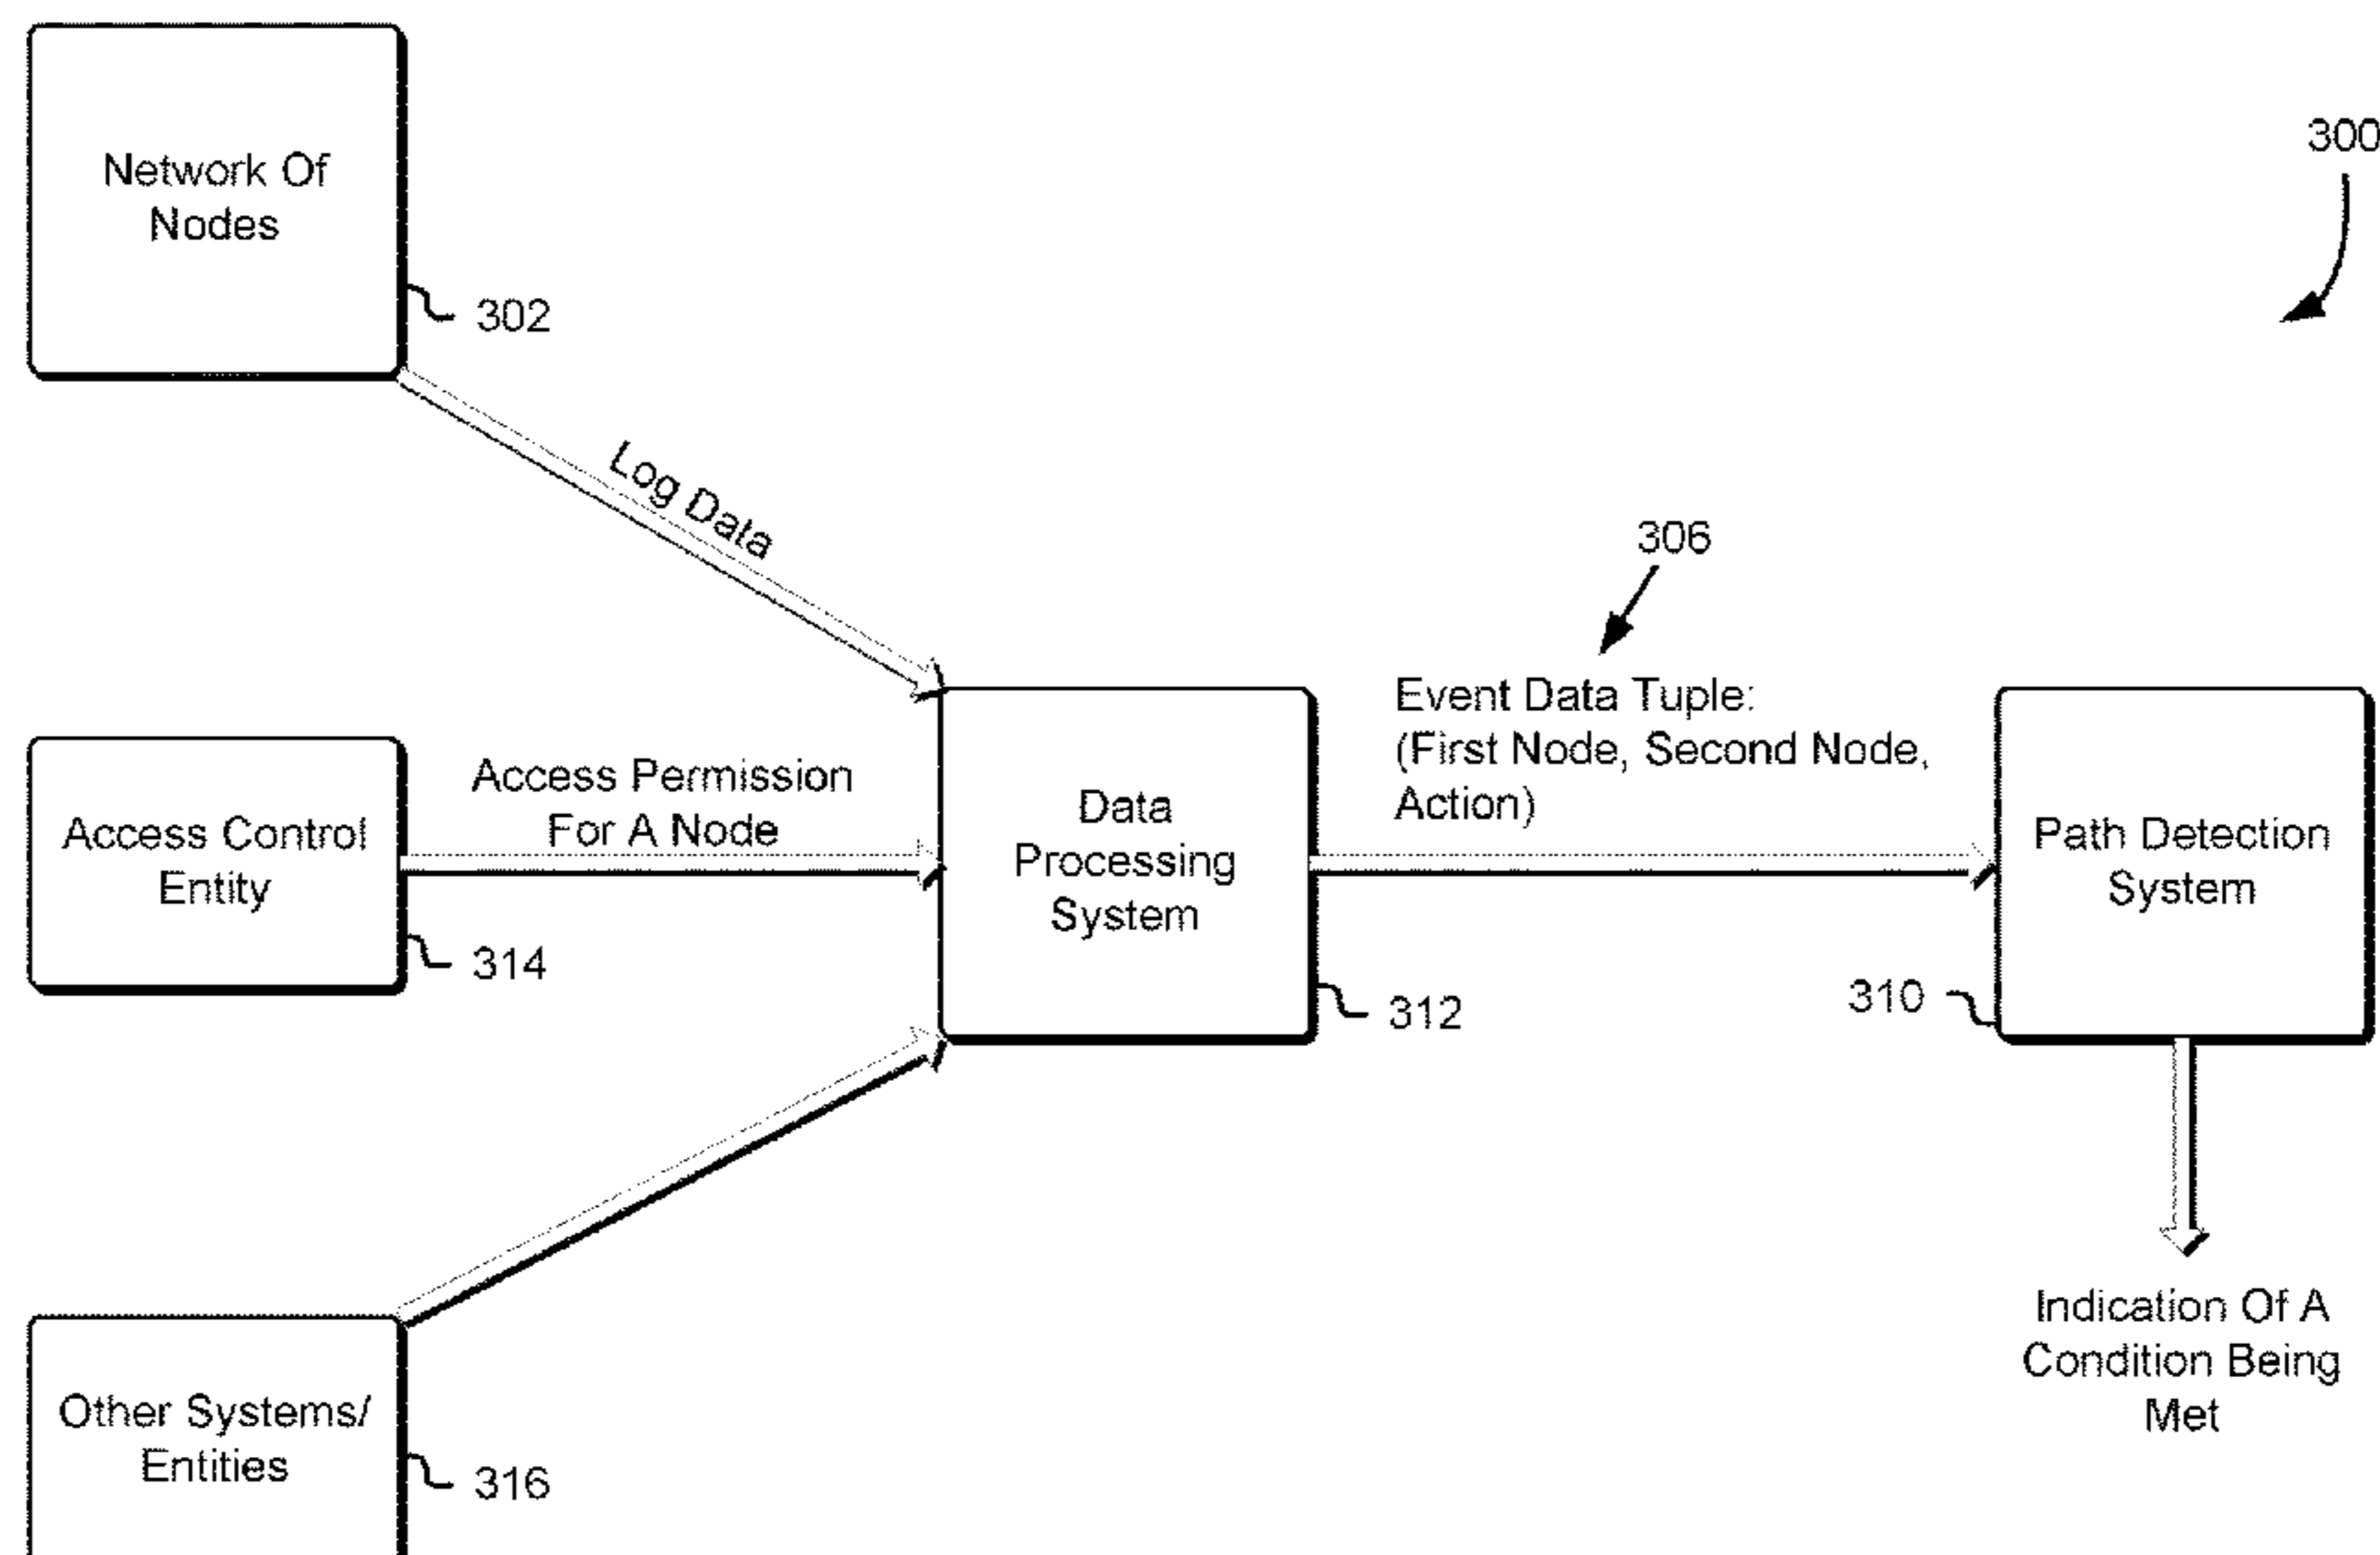 Network Of
Nodes
300
302
Log Data
306
Event Data Tuple:
(First Node, Second Node,
Action)
Access Permission
For A Node
Access Control
Entity
Data
Processing
System
Path Detection
System
314
312
310
Indication Of A
Condition Being
Met
Other Systems/
Entities
316